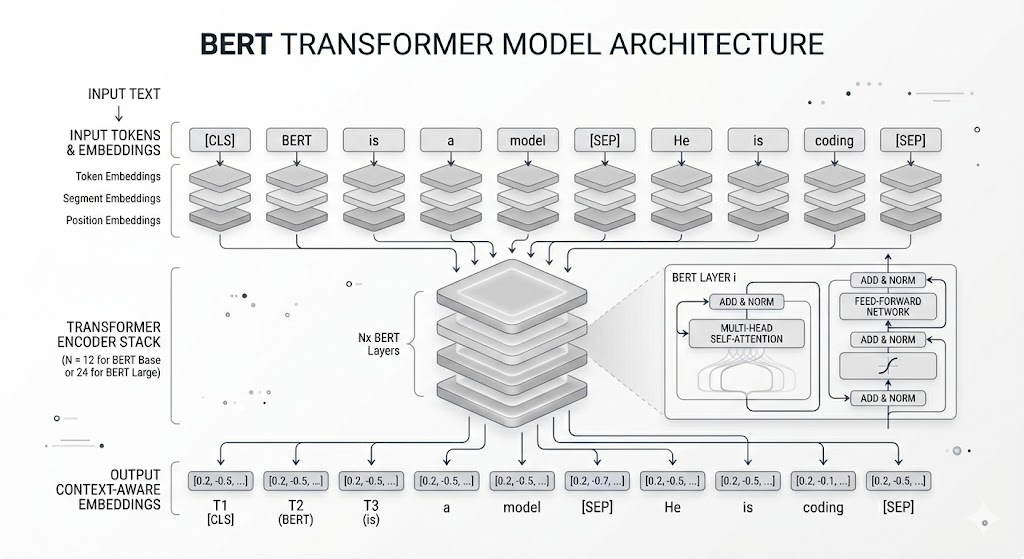 BERT TRANSFORMER MODEL ARCHITECTURE
INPUT TEXT
INPUT TOKENS
& EMBEDDINGS
[CLS] BERT is a model [SEP] He is coding [SEP]
Token Embeddings
Segment Embeddings
Position Embeddings
TRANSFORMER
ENCODER STACK
(N = 12 for BERT Base
or 24 for BERT Large)
Nx BERT
Layers
BERT LAYER i
ADD & NORM
MULTI-HEAD
SELF-ATTENTION
ADD & NORM
FEED-FORWARD
NETWORK
ADD & NORM
ADD & NORM
OUTPUT
CONTEXT-AWARE
EMBEDDINGS
[0.2, -0.5, ...] [0.2, -0.5, ...] [0.2, -0.5, ...] [0.2, -0.5, ...] [0.2, -0.5, ...] [0.2, -0.7, ...] [0.2, -0.5, ...] [0.2, -0.5, ...] [0.2, -0.1, ...] [0.2, -0.5, ...]
T1 T2 T3 a model [SEP] He is coding [SEP]
[CLS] (BERT) (is)